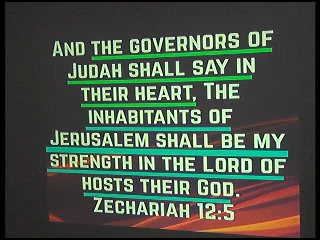 And the governors of
Judah shall say in
their heart, The
inhabitants of
Jerusalem shall be my
strength in the Lord of
hosts their God.
Zechariah 12:5